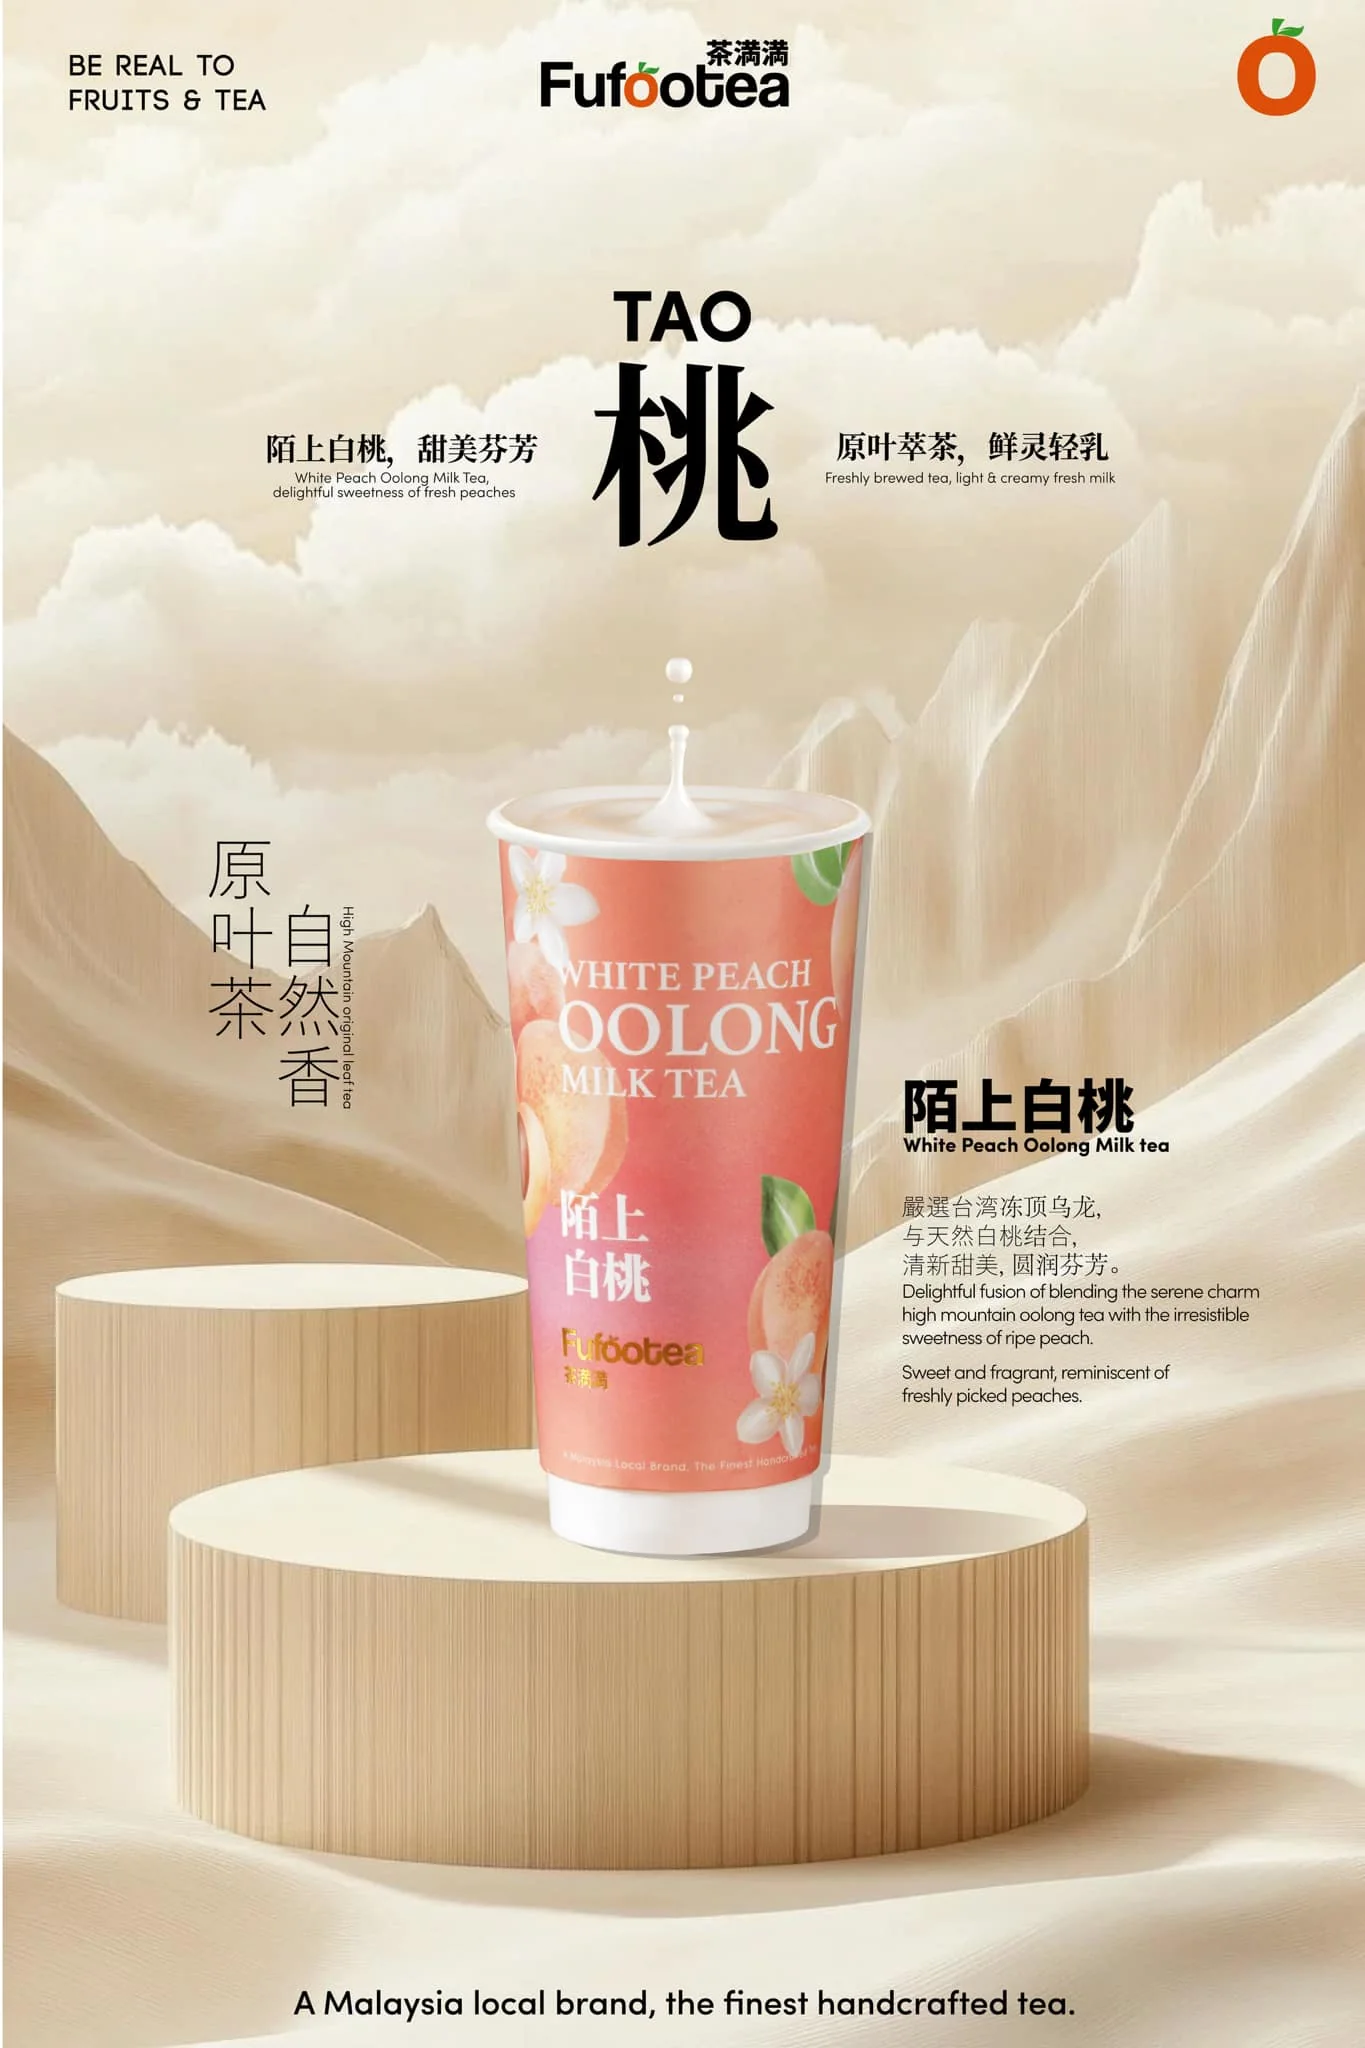 BE REAL TO
FRUITS & TEA
茶満満
Fufootea
O
TAO
桃
陌上白桃，甜美芬芳
White Peach Oolong Milk Tea,
delightful sweetness of fresh peaches
原叶萃茶，鲜灵轻乳
Freshly brewed tea, light & creamy fresh milk
原叶茶
自然香
High Mountain original leaf tea
WHITE PEACH
OOLONG
MILK TEA
陌上
白桃
Fufootea
茶満満
A Malaysia Local Brand, The Finest Handcrafted Tea
陌上白桃
White Peach Oolong Milk tea
嚴選台湾冻顶乌龙，
与天然白桃结合，
清新甜美，圆润芬芳。
Delightful fusion of blending the serene charm
high mountain oolong tea with the irresistible
sweetness of ripe peach.
Sweet and fragrant, reminiscent of
freshly picked peaches.
A Malaysia local brand, the finest handcrafted tea.